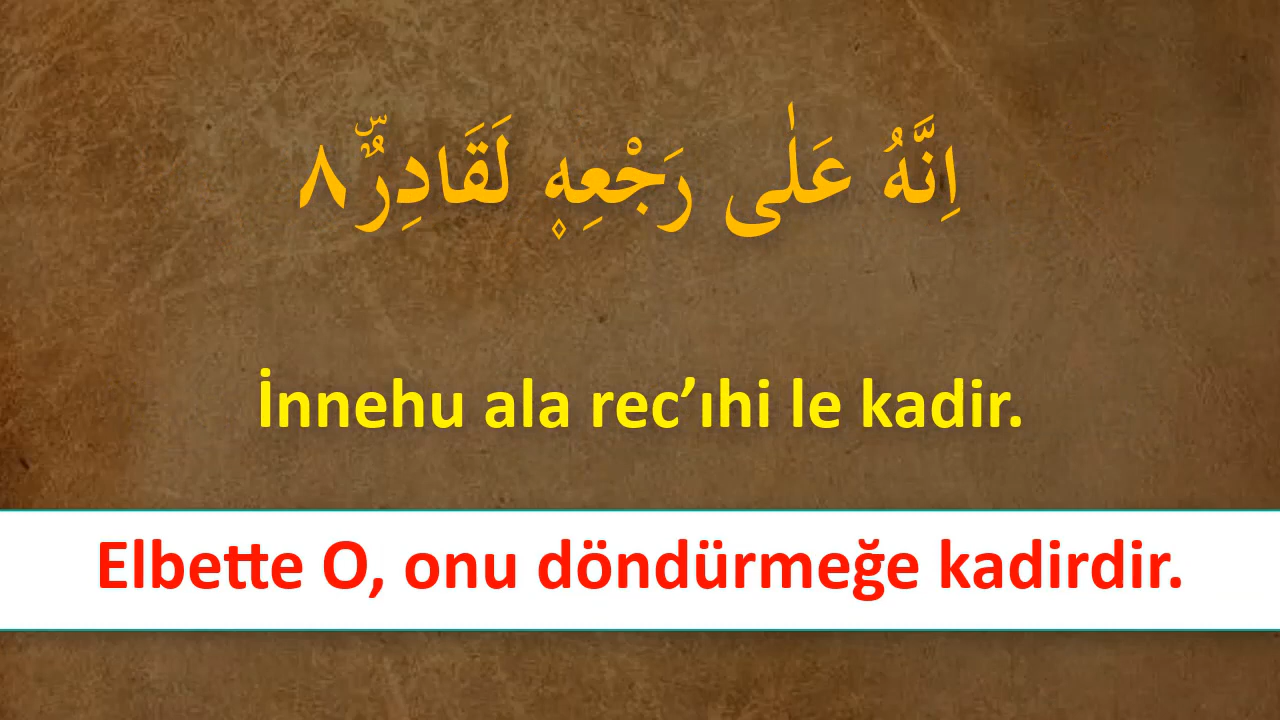 اِنَّهُ عَلٰى رَجْعِه۪ لَقَادِرٌۜ ٨
İnnehu ala rec’ıhi le kadir.
Elbette O, onu döndürmeğe kadirdir.